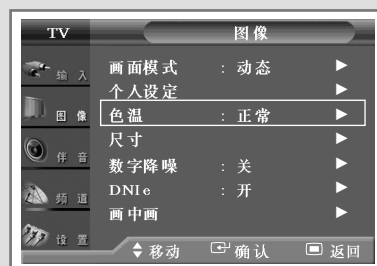 TV 图像
输入
图像
伴音
频道
设置
画面模式 : 动态 ▶
个人设定 ▶
色温 : 正常 ▶
尺寸 ▶
数字降噪 : 关 ▶
DNIe : 开 ▶
画中画 ▶
移动 确认 返回